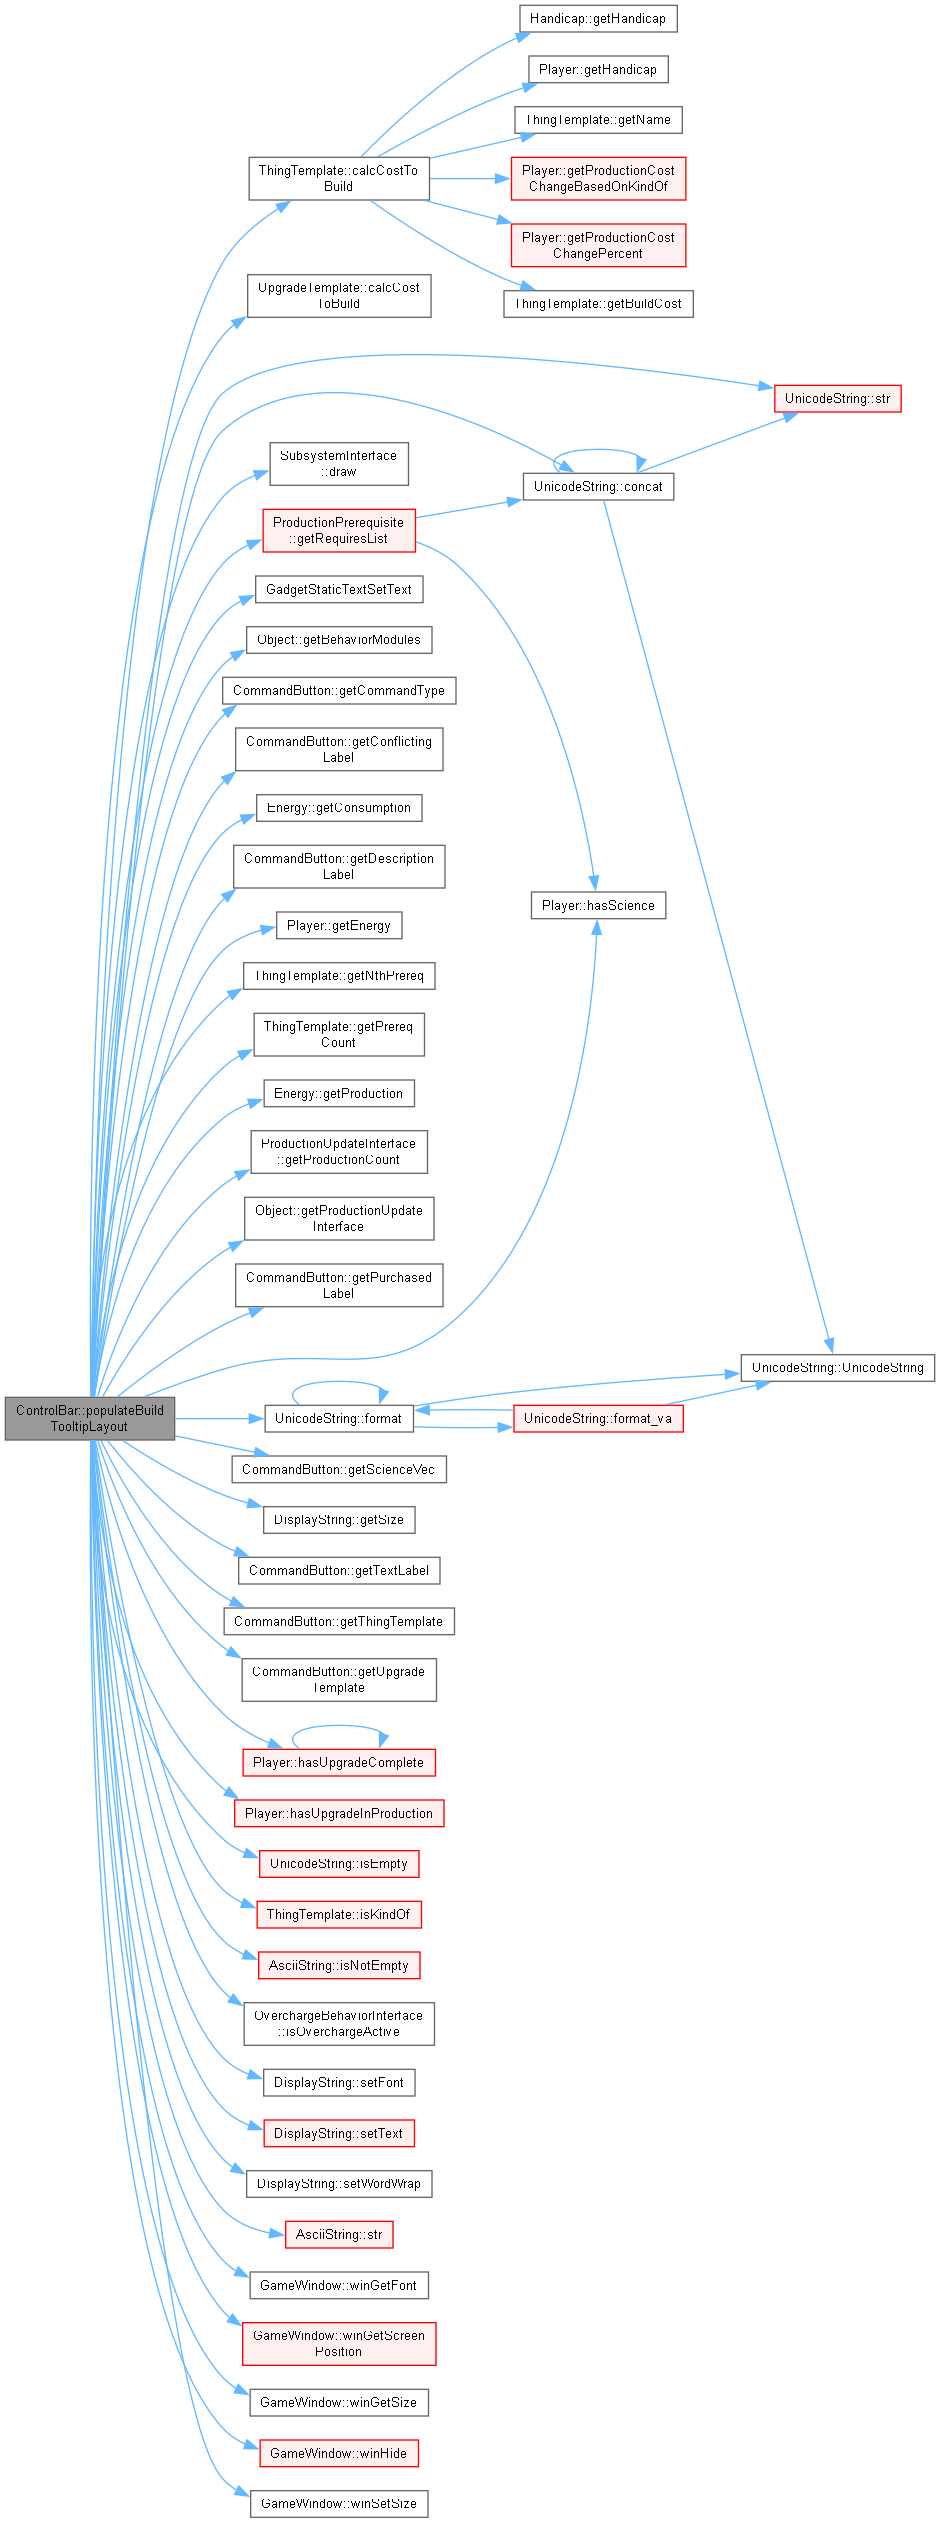 Handicap::getHandicap
Player::getHandicap
ThingTemplate::getName
ThingTemplate::calcCostTo
Build
Player::getProductionCost
ChangeBasedOnKindOf
Player::getProductionCost
ChangePercent
ThingTemplate::getBuildCost
UpgradeTemplate::calcCost
ToBuild
UnicodeString::str
SubsystemInterface
::draw
UnicodeString::concat
ProductionPrerequisite
::getRequiresList
GadgetStaticTextSetText
Object::getBehaviorModules
CommandButton::getCommandType
CommandButton::getConflicting
Label
Energy::getConsumption
CommandButton::getDescription
Label
Player::hasScience
Player::getEnergy
ThingTemplate::getNthPrereq
ThingTemplate::getPrereq
Count
Energy::getProduction
ProductionUpdateInterface
::getProductionCount
Object::getProductionUpdate
Interface
CommandButton::getPurchased
Label
UnicodeString::UnicodeString
ControlBar::populateBuild
TooltipLayout
UnicodeString::format
UnicodeString::format_va
CommandButton::getScienceVec
DisplayString::getSize
CommandButton::getTextLabel
CommandButton::getThingTemplate
CommandButton::getUpgrade
Template
Player::hasUpgradeComplete
Player::hasUpgradeInProduction
UnicodeString::isEmpty
ThingTemplate::isKindOf
AsciiString::isNotEmpty
OverchargeBehaviorInterface
::isOverchargeActive
DisplayString::setFont
DisplayString::setText
DisplayString::setWordWrap
AsciiString::str
GameWindow::winGetFont
GameWindow::winGetScreen
Position
GameWindow::winGetSize
GameWindow::winHide
GameWindow::winSetSize